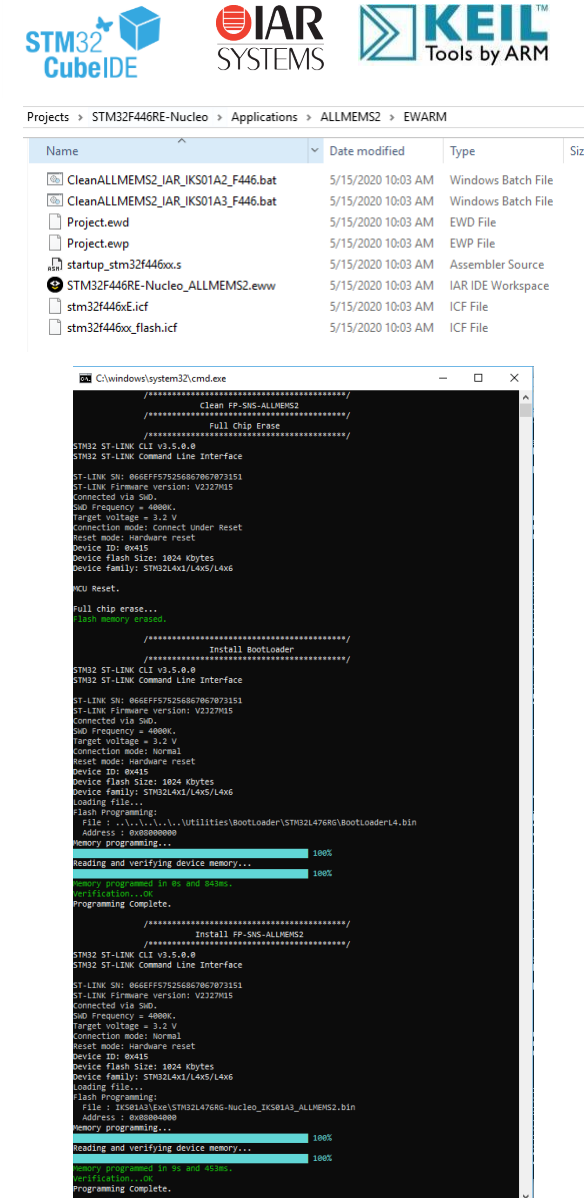 STM32
CubeIDE
IAR
SYSTEMS
KEIL™
Tools by ARM
Projects > STM32F446RE-Nucleo > Applications > ALLMEMS2 > EWARM
Name Date modified Type Siz
CleanALLMEMS2_IAR_IKS01A2_F446.bat 5/15/2020 10:03 AM Windows Batch File
CleanALLMEMS2_IAR_IKS01A3_F446.bat 5/15/2020 10:03 AM Windows Batch File
Project.ewd 5/15/2020 10:03 AM EWD File
Project.ewp 5/15/2020 10:03 AM EWP File
startup_stm32f446xx.s 5/15/2020 10:03 AM Assembler Source
STM32F446RE-Nucleo_ALLMEMS2.eww 5/15/2020 10:03 AM IAR IDE Workspace
stm32f446xE.icf 5/15/2020 10:03 AM ICF File
stm32f446xx_flash.icf 5/15/2020 10:03 AM ICF File
C:\windows\system32\cmd.exe
/******************************************/
Clean FP-SNS-ALLMEMS2
/******************************************/
Full Chip Erase
/******************************************/
STM32 ST-LINK CLI v3.5.0.0
STM32 ST-LINK Command Line Interface
ST-LINK SN: 066EFF575256867067073151
ST-LINK Firmware version: V2J27M15
Connected via SWD.
SWD Frequency = 4000K.
Target voltage = 3.2 V
Connection mode: Connect Under Reset
Reset mode: Hardware reset
Device ID: 0x415
Device flash Size: 1024 Kbytes
Device family: STM32L4x1/L4x5/L4x6
MCU Reset.
Full chip erase...
Flash memory erased.
/******************************************/
Install BootLoader
/******************************************/
STM32 ST-LINK CLI v3.5.0.0
STM32 ST-LINK Command Line Interface
ST-LINK SN: 066EFF575256867067073151
ST-LINK Firmware version: V2J27M15
Connected via SWD.
SWD Frequency = 4000K.
Target voltage = 3.2 V
Connection mode: Normal
Reset mode: Hardware reset
Device ID: 0x415
Device flash Size: 1024 Kbytes
Device family: STM32L4x1/L4x5/L4x6
Loading file...
Flash Programming:
File : ..\..\..\..\..\Utilities\BootLoader\STM32L476RG\BootLoaderL4.bin
Address : 0x08000000
Memory programming...
100%
Reading and verifying device memory...
100%
Memory programmed in 0s and 843ms.
Verification...OK
Programming Complete.
/******************************************/
Install FP-SNS-ALLMEMS2
/******************************************/
STM32 ST-LINK CLI v3.5.0.0
STM32 ST-LINK Command Line Interface
ST-LINK SN: 066EFF575256867067073151
ST-LINK Firmware version: V2J27M15
Connected via SWD.
SWD Frequency = 4000K.
Target voltage = 3.2 V
Connection mode: Normal
Reset mode: Hardware reset
Device ID: 0x415
Device flash Size: 1024 Kbytes
Device family: STM32L4x1/L4x5/L4x6
Loading file...
Flash Programming:
File : IKS01A3\Exe\STM32L476RG-Nucleo_IKS01A3_ALLMEMS2.bin
Address : 0x08004000
Memory programming...
100%
Reading and verifying device memory...
100%
Memory programmed in 9s and 453ms.
Verification...OK
Programming Complete.